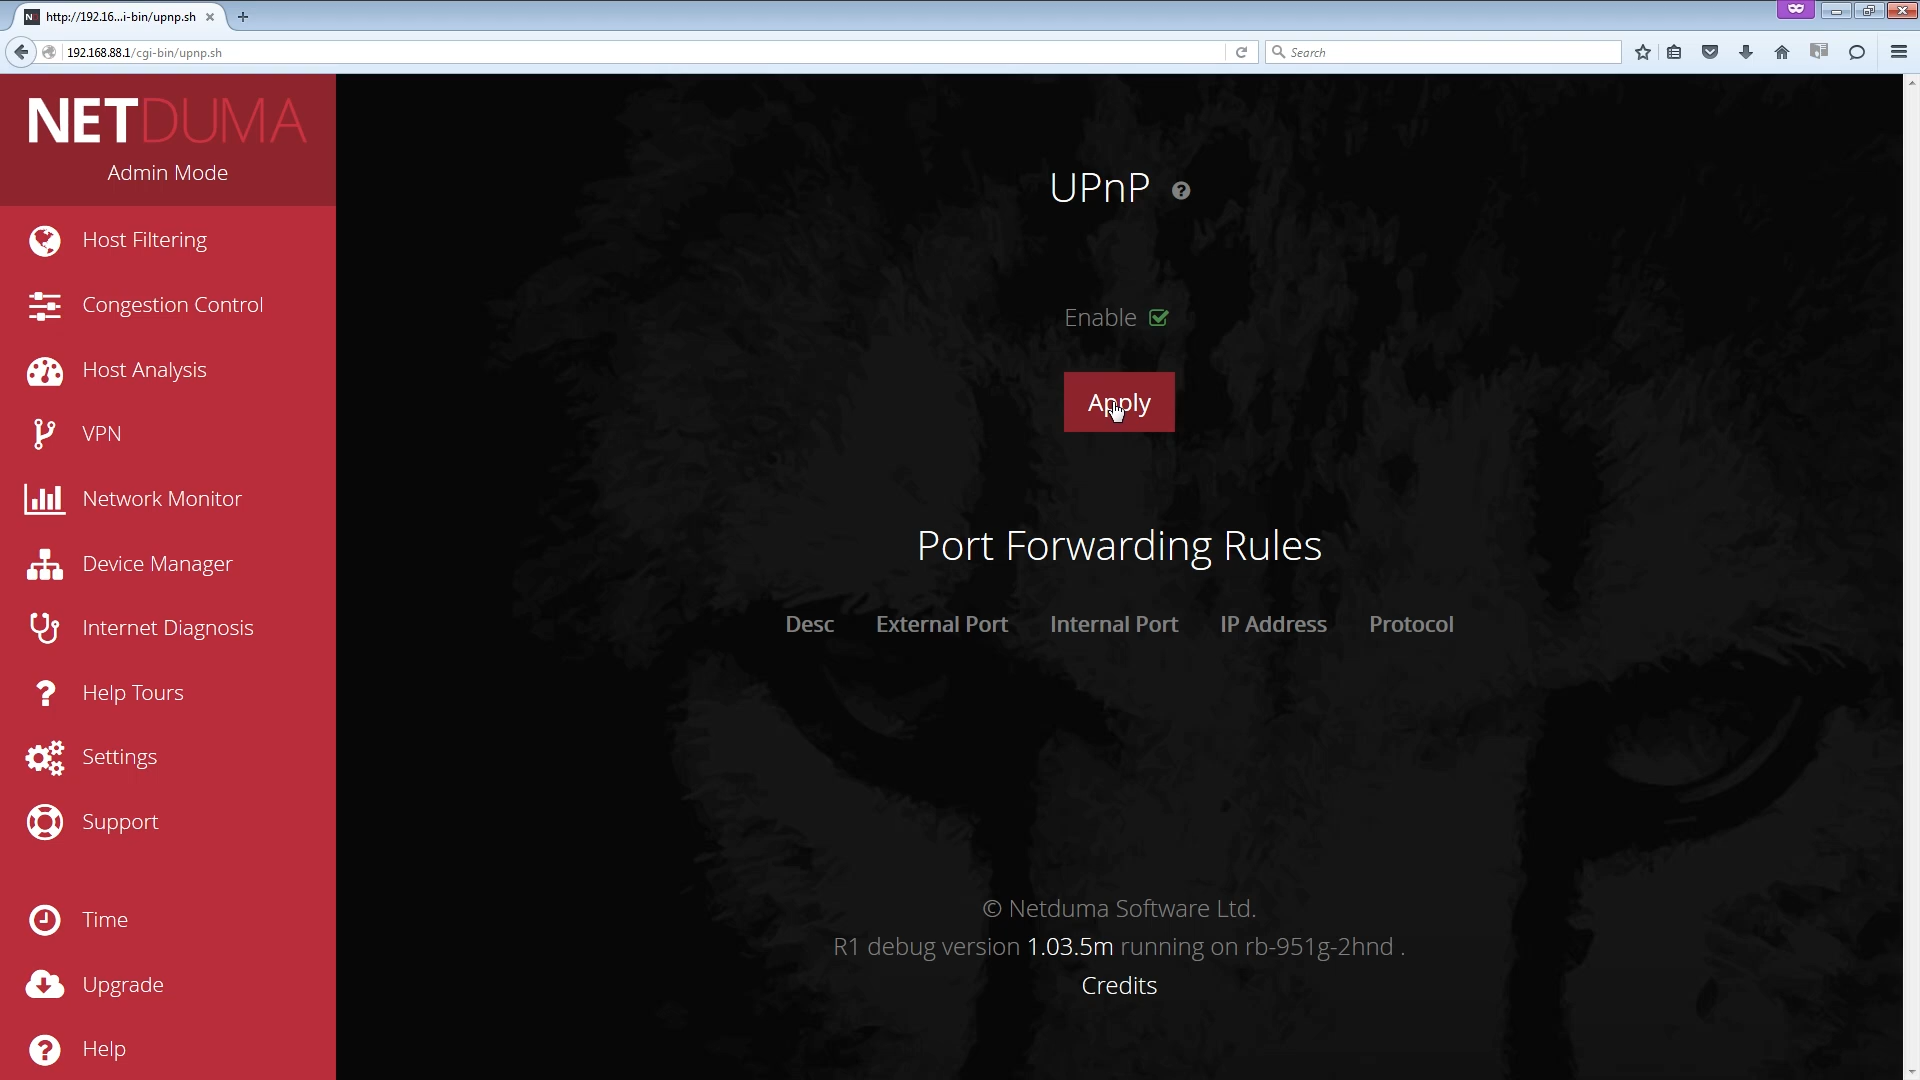 http://192.16...i-bin/upnp.sh
192.168.88.1/cgi-bin/upnp.sh
Search
NETDUMA
Admin Mode
Host Filtering
Congestion Control
Host Analysis
VPN
Network Monitor
Device Manager
Internet Diagnosis
Help Tours
Settings
Support
Time
Upgrade
Help
UPnP
Enable
Apply
Port Forwarding Rules
Desc External Port Internal Port IP Address Protocol
© Netduma Software Ltd.
R1 debug version 1.03.5m running on rb-951g-2hnd .
Credits